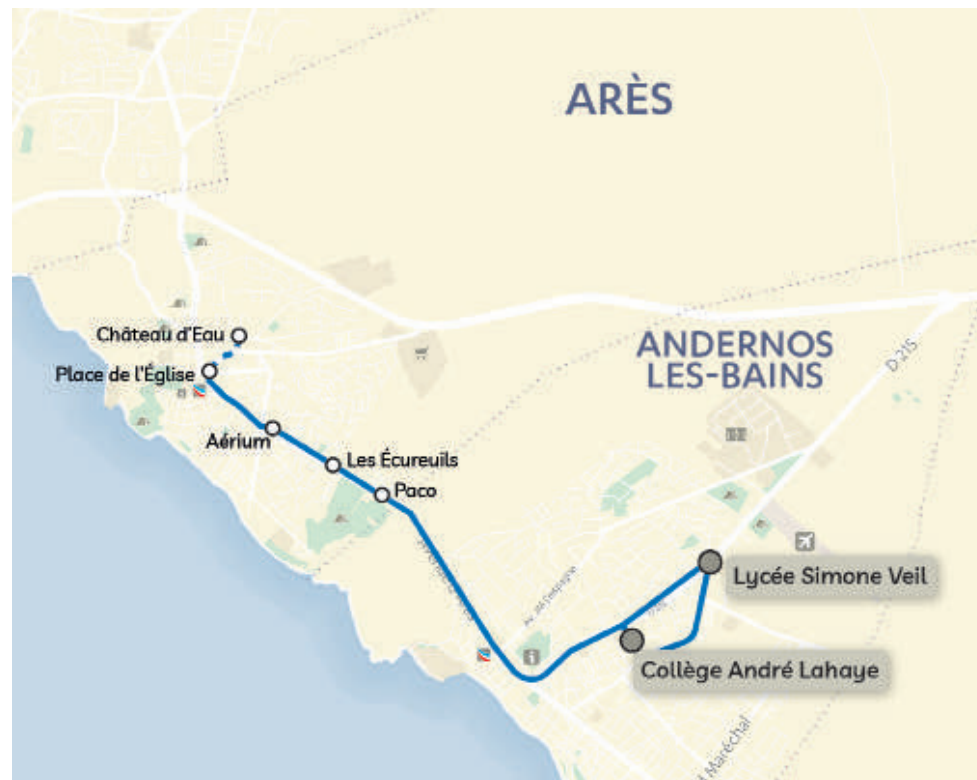 ARÈS
Château d'Eau
Place de l'Église
ANDERNOS
LES-BAINS
D-215
Aérium
Les Écureuils
Paco
Lycée Simone Veil
Collège André Lahaye
Maréchal